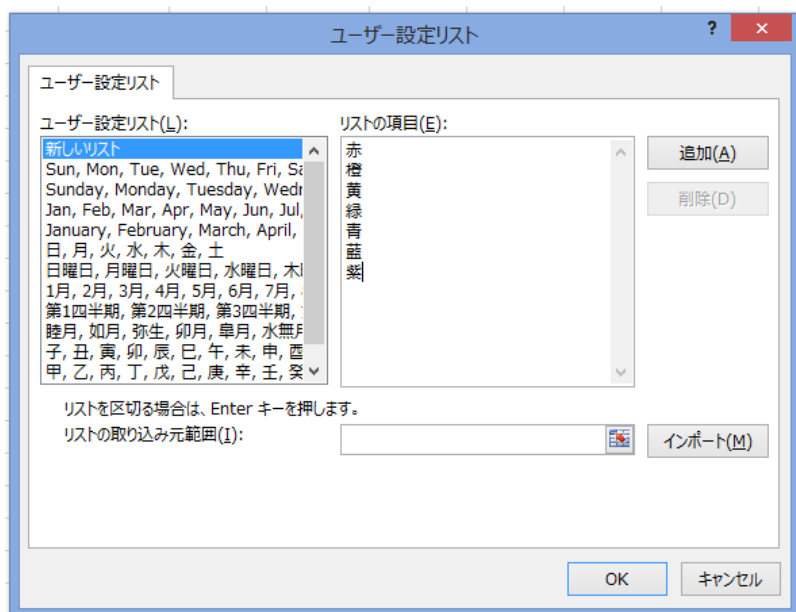 ユーザー設定リスト
?
×
ユーザー設定リスト
ユーザー設定リスト(L):
新しいリスト
Sun, Mon, Tue, Wed, Thu, Fri, Sa
Sunday, Monday, Tuesday, Wedn
Jan, Feb, Mar, Apr, May, Jun, Jul,
January, February, March, April,
日, 月, 火, 水, 木, 金, 土
日曜日, 月曜日, 火曜日, 水曜日, 木
1月, 2月, 3月, 4月, 5月, 6月, 7月,
第1四半期, 第2四半期, 第3四半期,
睦月, 如月, 弥生, 卯月, 皐月, 水無月
子, 丑, 寅, 卯, 辰, 巳, 午, 未, 申, 酉
甲, 乙, 丙, 丁, 戊, 己, 庚, 辛, 壬, 癸
リストの項目(E):
赤
橙
黄
緑
青
藍
紫
追加(A)
削除(D)
リストを区切る場合は、Enter キーを押します。
リストの取り込み元範囲(I):
インポート(M)
OK
キャンセル